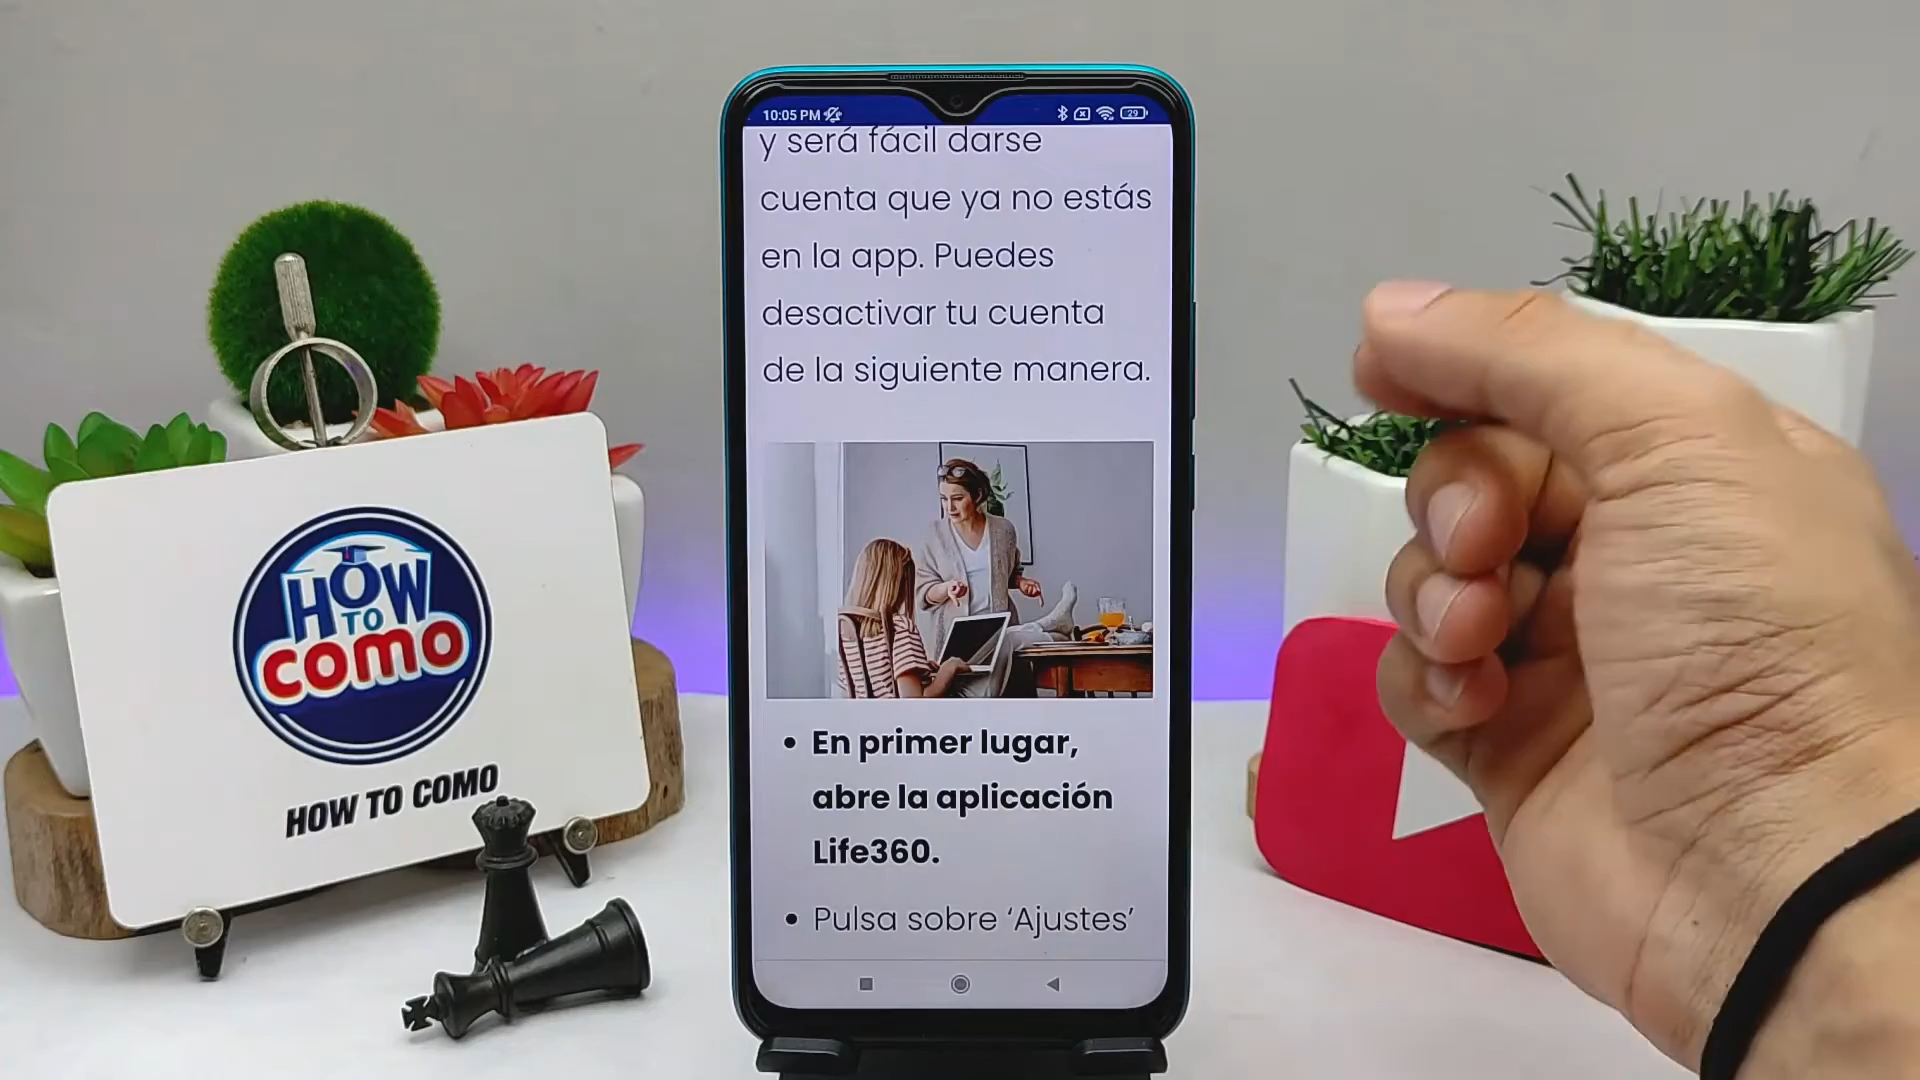 10:05 PM
29
y será fácil darse
cuenta que ya no estás
en la app. Puedes
desactivar tu cuenta
de la siguiente manera.
• En primer lugar,
abre la aplicación
Life360.
• Pulsa sobre ‘Ajustes’
HOW
TO
como
HOW TO COMO